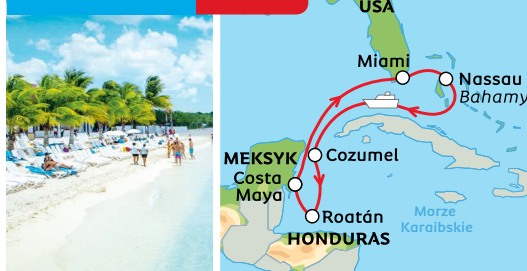 USA
Miami
Nassau
Bahamy
MEKSYK
Cozumel
Costa
Maya
Roatán
HONDURAS
Morze
Karaibskie